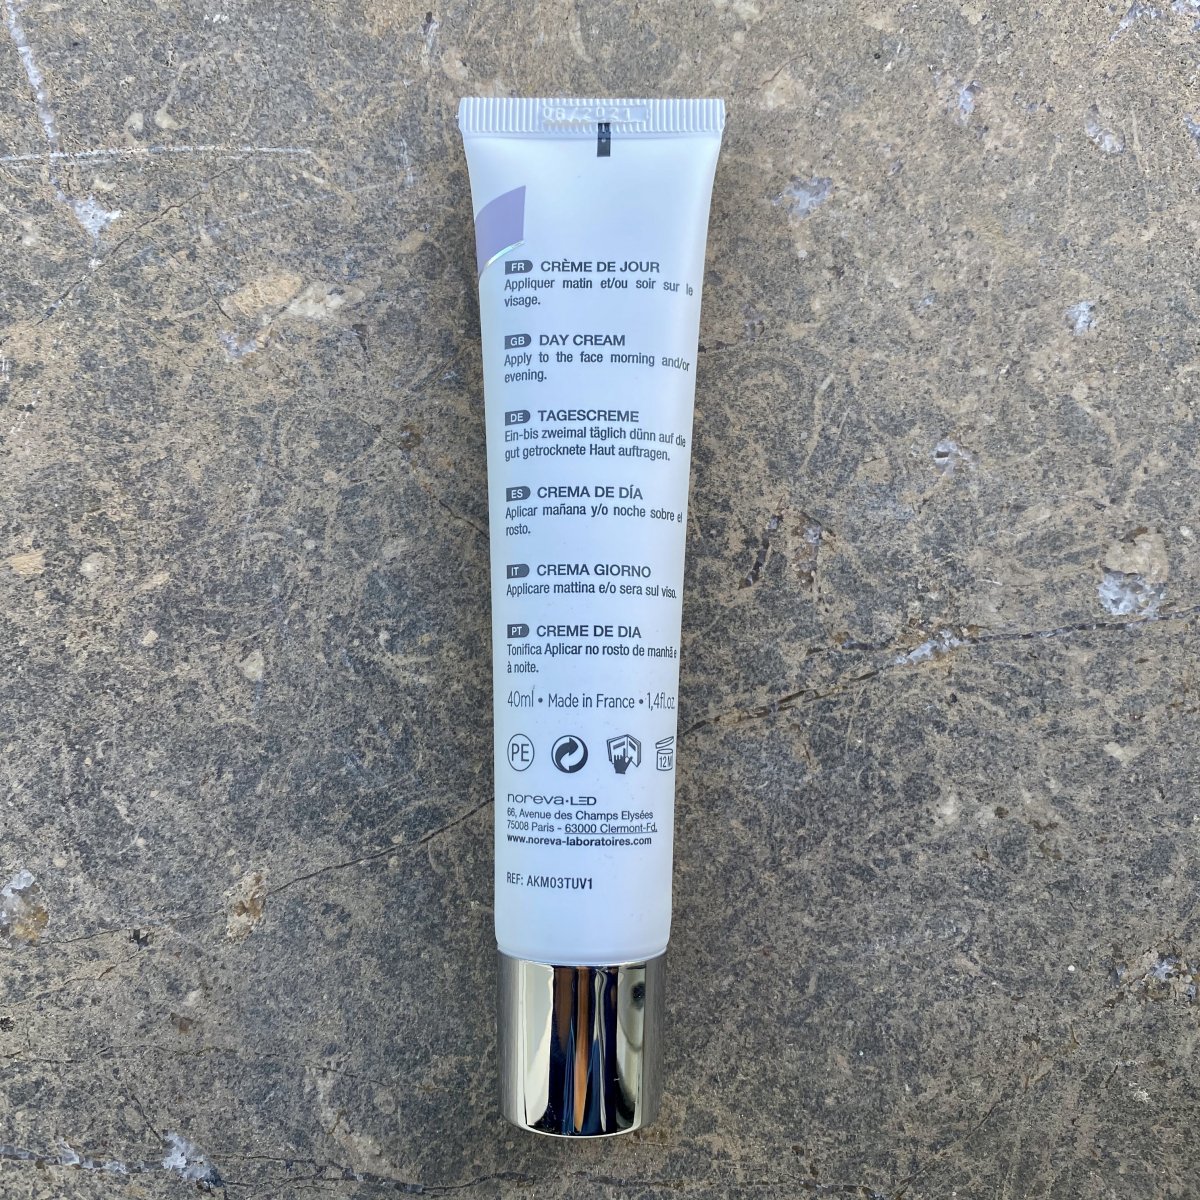 06/2021
FR CRÈME DE JOUR
Appliquer matin et/ou soir sur le
visage.
GB DAY CREAM
Apply to the face morning and/or
evening.
DE TAGESCREME
Ein-bis zweimal täglich dünn auf die
gut getrocknete Haut auftragen.
ES CREMA DE DÍA
Aplicar mañana y/o noche sobre el
rosto.
IT CREMA GIORNO
Applicare mattina e/o sera sul viso.
PT CREME DE DIA
Tonifica Aplicar no rosto de manhã e
à noite.
40ml • Made in France • 1,4fl.oz
PE
12 M
noreva·LED
66, Avenue des Champs Elysées
75008 Paris - 63000 Clermont-Fd.
www.noreva-laboratoires.com
REF: AKM03TUV1